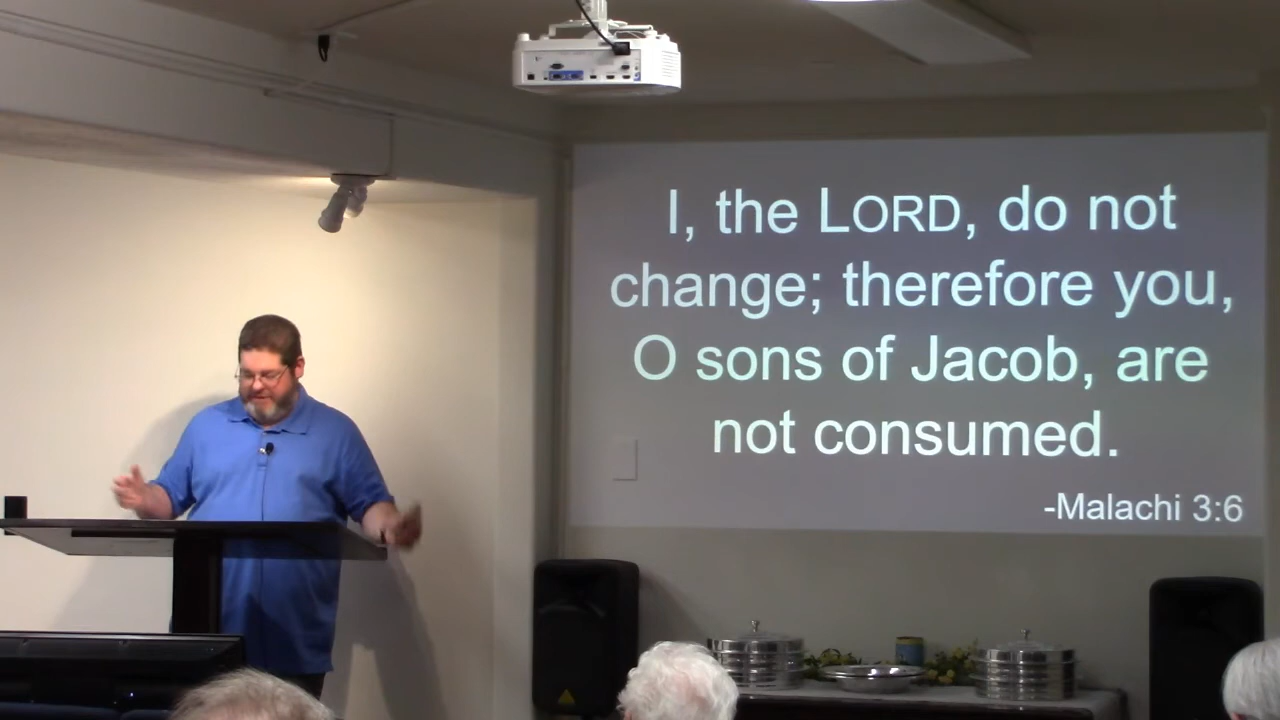 I, the LORD, do not
change; therefore you,
O sons of Jacob, are
not consumed.
-Malachi 3:6